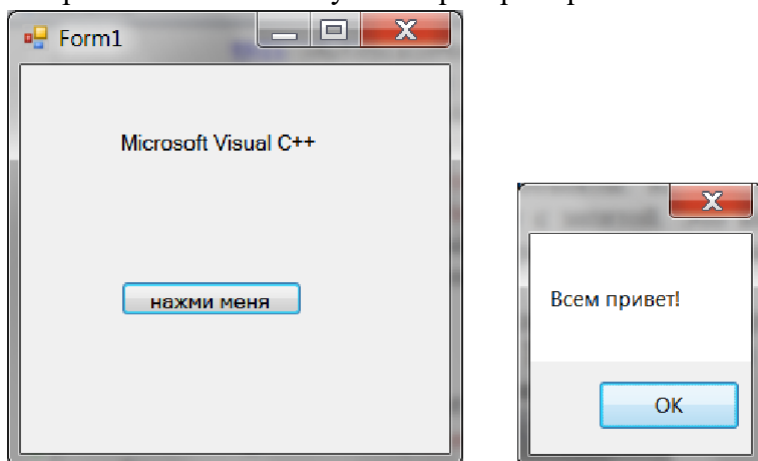 Form1
Microsoft Visual C++
нажми меня
Всем привет!
OK